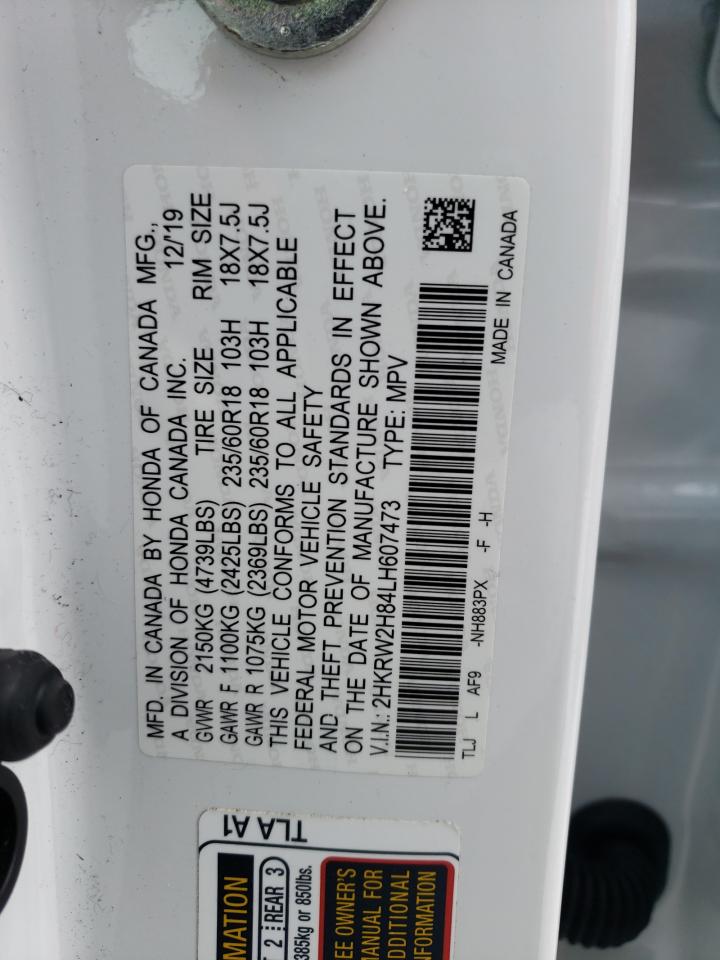 MFD. IN CANADA BY HONDA OF CANADA MFG.,
A DIVISION OF HONDA CANADA INC. 12/19
GVWR 2150KG (4739LBS) TIRE SIZE RIM SIZE
GAWR F 1100KG (2425LBS) 235/60R18 103H 18X7.5J
GAWR R 1075KG (2369LBS) 235/60R18 103H 18X7.5J
THIS VEHICLE CONFORMS TO ALL APPLICABLE
FEDERAL MOTOR VEHICLE SAFETY
AND THEFT PREVENTION STANDARDS IN EFFECT
ON THE DATE OF MANUFACTURE SHOWN ABOVE.
V.I.N.: 2HKRW2H84LH607473 TYPE: MPV
TLJ L AF9 -NH883PX -F -H
MADE IN CANADA
TLA A1
MATION
2 REAR 3
385kg or 850lbs.
EE OWNER'S
MANUAL FOR
DDITIONAL
FORMATION